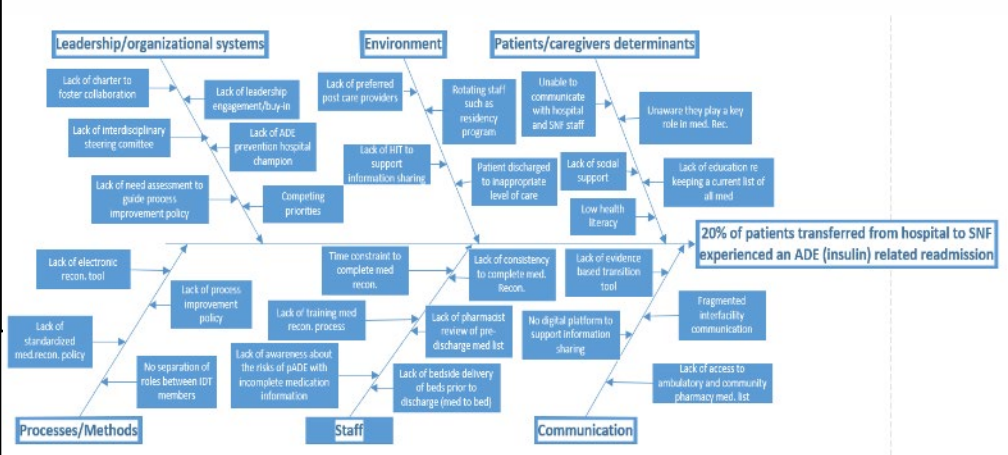 Leadership/organizational systems
Environment
Patients/caregivers determinants
Lack of charter to
foster collaboration
Lack of leadership
engagement/buy-in
Lack of interdisciplinary
steering comittee
Lack of ADE
prevention hospital
champion
Lack of need assessment to
guide process
improvement policy
Competing
priorities
Lack of preferred
post care providers
Rotating staff
such as
residency
program
Lack of HIT to
support
information sharing
Patient discharged
to inappropriate
level of care
Unable to
communicate
with hospital
and SNF staff
Unaware they play a key
role in med. Rec.
Lack of social
support
Lack of education re
keeping a current list of
all med
Low health
literacy
20% of patients transferred from hospital to SNF
experienced an ADE (insulin) related readmission
Lack of electronic
recon. tool
Lack of process
improvement
policy
Lack of
standardized
med.recon. policy
No separation of
roles between IDT
members
Time constraint to
complete med
recon.
Lack of consistency
to complete med.
Recon.
Lack of training med
recon. process
Lack of pharmacist
review of pre-
discharge med list
Lack of awareness about
the risks of pADE with
incomplete medication
information
Lack of bedside delivery
of beds prior to
discharge (med to bed)
Lack of evidence
based transition
tool
Fragmented
interfacility
communication
No digital platform to
support information
sharing
Lack of access to
ambulatory and community
pharmacy med. list
Processes/Methods
Staff
Communication